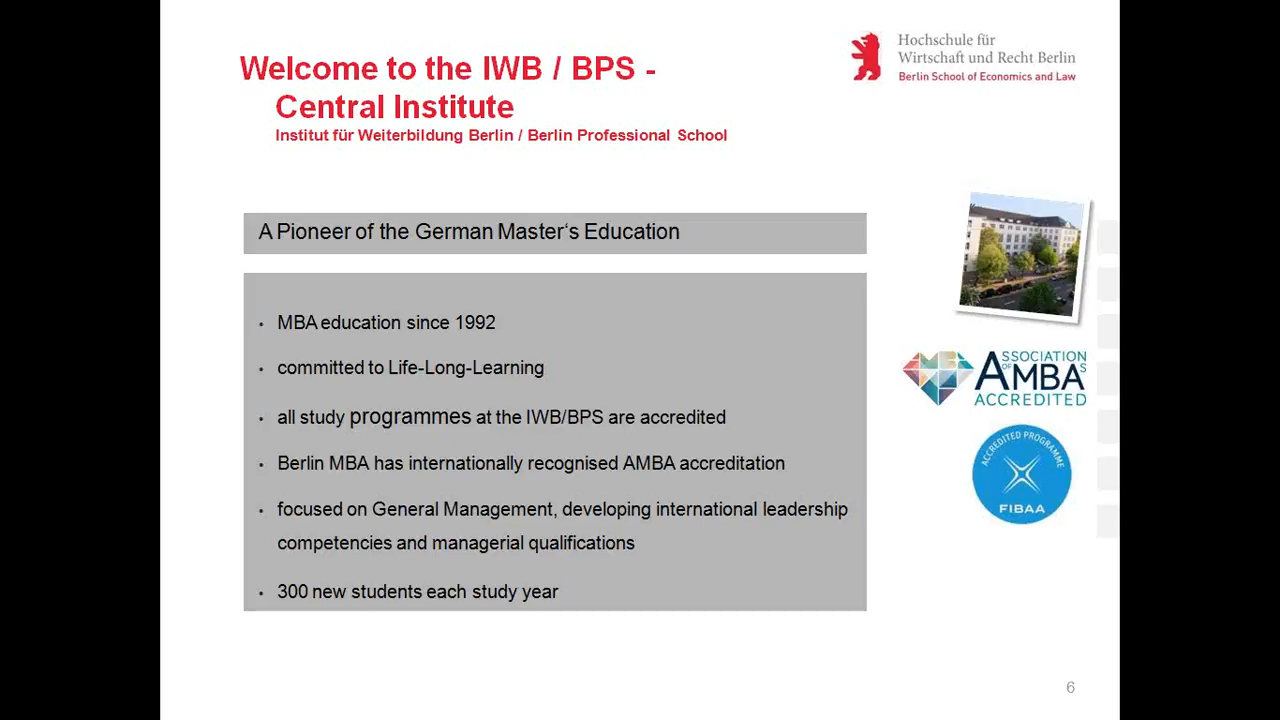 Welcome to the IWB / BPS -
Central Institute
Institut für Weiterbildung Berlin / Berlin Professional School
Hochschule für
Wirtschaft und Recht Berlin
Berlin School of Economics and Law
A Pioneer of the German Master‘s Education
• MBA education since 1992
• committed to Life-Long-Learning
• all study programmes at the IWB/BPS are accredited
• Berlin MBA has internationally recognised AMBA accreditation
• focused on General Management, developing international leadership
competencies and managerial qualifications
• 300 new students each study year
ASSOCIATION
OF AMBAS
ACCREDITED
ACCREDITED PROGRAMME
FIBAA
6